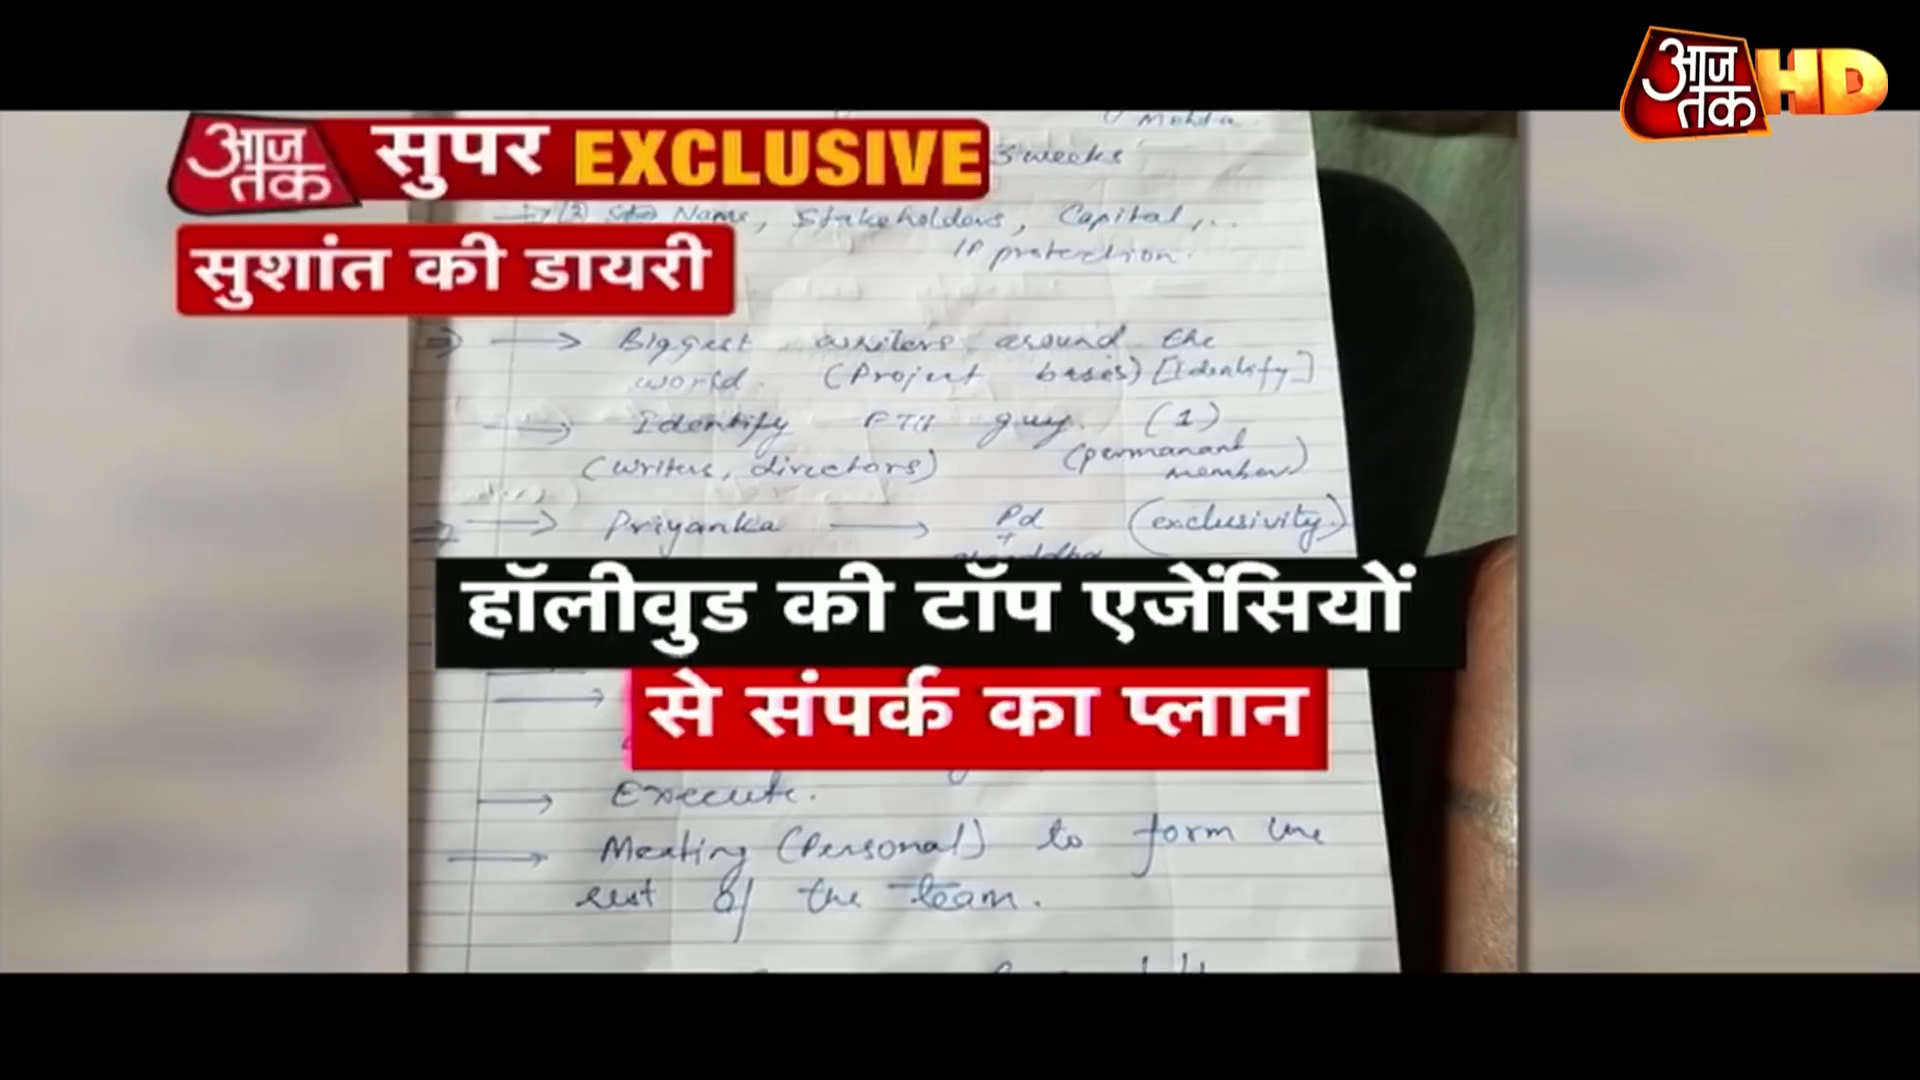 आज तक HD
आज तक सुपर EXCLUSIVE
सुशांत की डायरी
3 weeks
Name, Stakeholders, Capital,..
IP protection.
→ Biggest writers around the
world. (Project basis) [Identify]
→ Identify FTII guy. (1)
(writers, directors) (permanant
member)
→ Priyanka → Pd (exclusivity.)
+
हॉलीवुड की टॉप एजेंसियों
से संपर्क का प्लान
→ Execute.
→ Meeting (Personal) to form the
rest of the team.